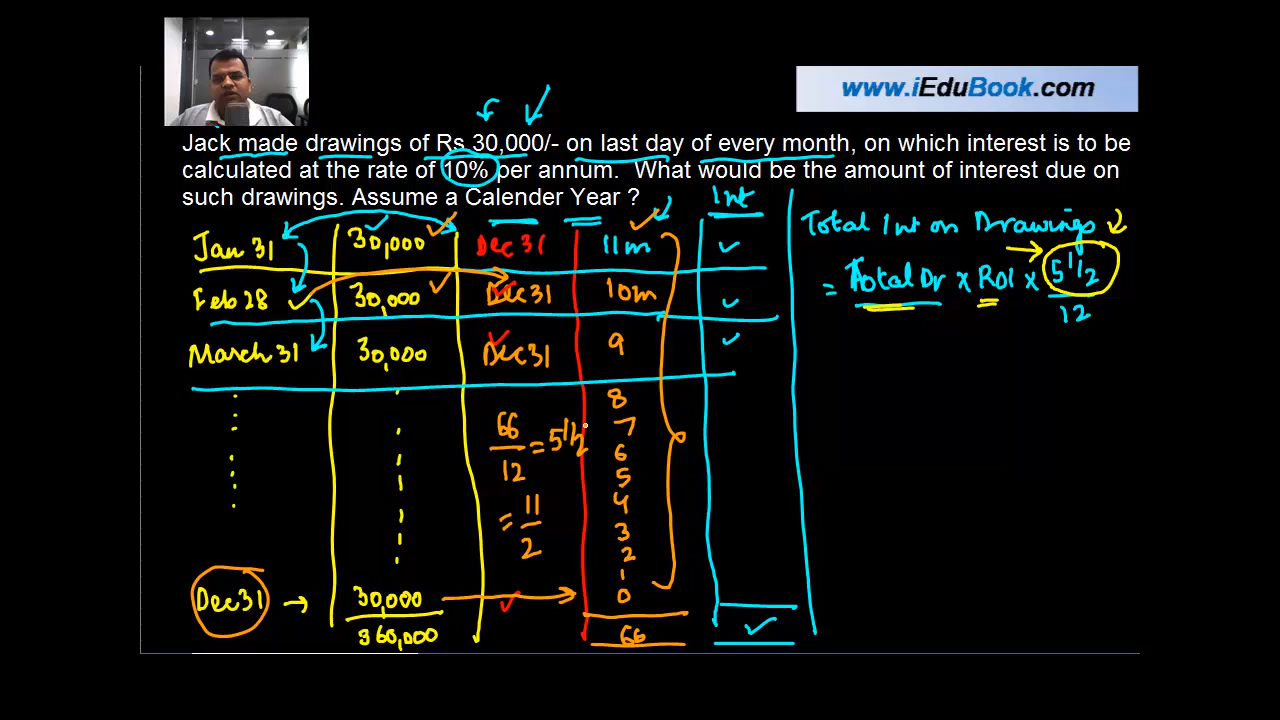 www.iEduBook.com
Jack made drawings of Rs 30,000/- on last day of every month, on which interest is to be
calculated at the rate of 10% per annum. What would be the amount of interest due on
such drawings. Assume a Calender Year ?
Int
Jan 31 30,000 Dec 31 11m
Feb 28 30,000 Dec 31 10m
March 31 30,000 Dec 31 9
8
7
6
5
4
3
2
1
Dec 31 → 30,000 0
360,000 66
66/12 = 5 1/2
= 11/2
Total Int on Drawings
= Total Dr x ROI x 5 1/2
12